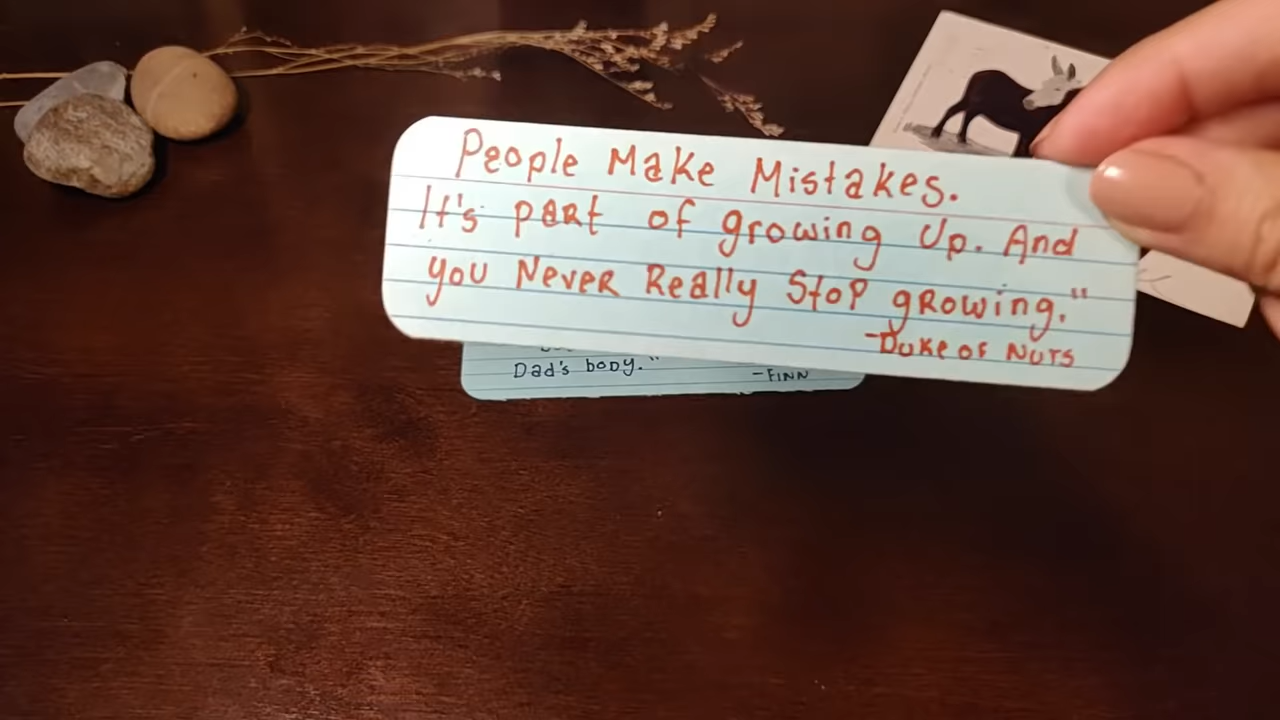 People Make Mistakes.
It's part of growing Up. And
you Never Really Stop growing."
-Duke of Nuts
Dad's body."
-Finn